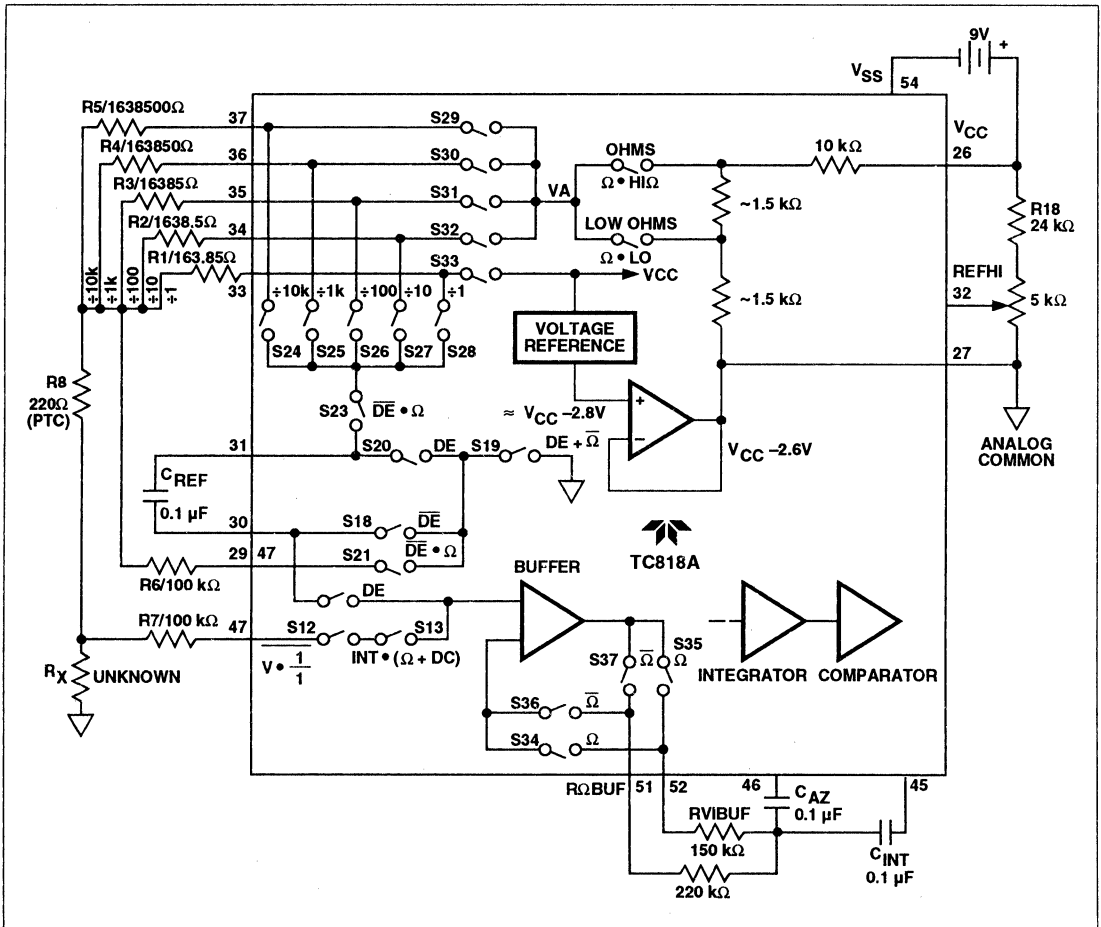 9V
+
VSS
54
R5/1638500Ω
37
S29
R4/163850Ω
36
S30
OHMS
Ω • HIΩ
10 kΩ
VCC
26
R3/16385Ω
35
S31
VA
~1.5 kΩ
R2/1638.5Ω
34
S32
LOW OHMS
Ω • LO
R18
24 kΩ
R1/163.85Ω
33
S33
VCC
÷10k
÷1k
÷100
÷10
÷1
÷10k
÷1k
÷100
÷10
÷1
REFHI
32
5 kΩ
~1.5 kΩ
VOLTAGE
REFERENCE
S24
S25
S26
S27
S28
27
R8
220Ω
(PTC)
S23
D̅E̅ • Ω
≈ VCC –2.8V
+
–
VCC –2.6V
ANALOG
COMMON
31
S20
DE
S19
DE + Ω̅
CREF
0.1 µF
30
S18
D̅E̅
29
47
S21
D̅E̅ • Ω
TC818A
R6/100 kΩ
DE
BUFFER
R7/100 kΩ
47
S12
S13
V • 1/1
INT • (Ω + DC)
RX
UNKNOWN
S37
Ω̅
S35
Ω
INTEGRATOR
COMPARATOR
S36
Ω̅
S34
Ω
RΩBUF
51
52
46
45
CAZ
0.1 µF
RVIBUF
150 kΩ
CINT
0.1 µF
220 kΩ